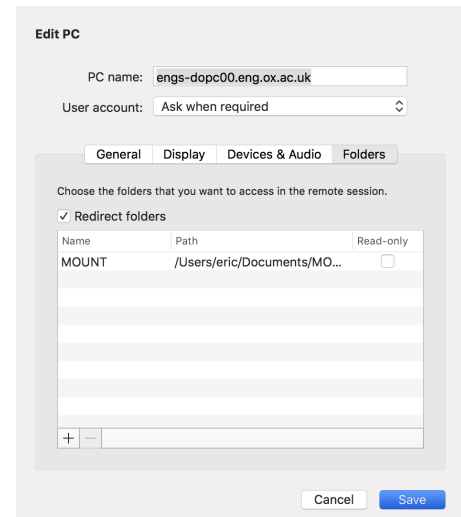 Edit PC
PC name: engs-dopc00.eng.ox.ac.uk
User account: Ask when required
General Display Devices & Audio Folders
Choose the folders that you want to access in the remote session.
Redirect folders
Name Path Read-only
MOUNT /Users/eric/Documents/MO...
+ −
Cancel Save